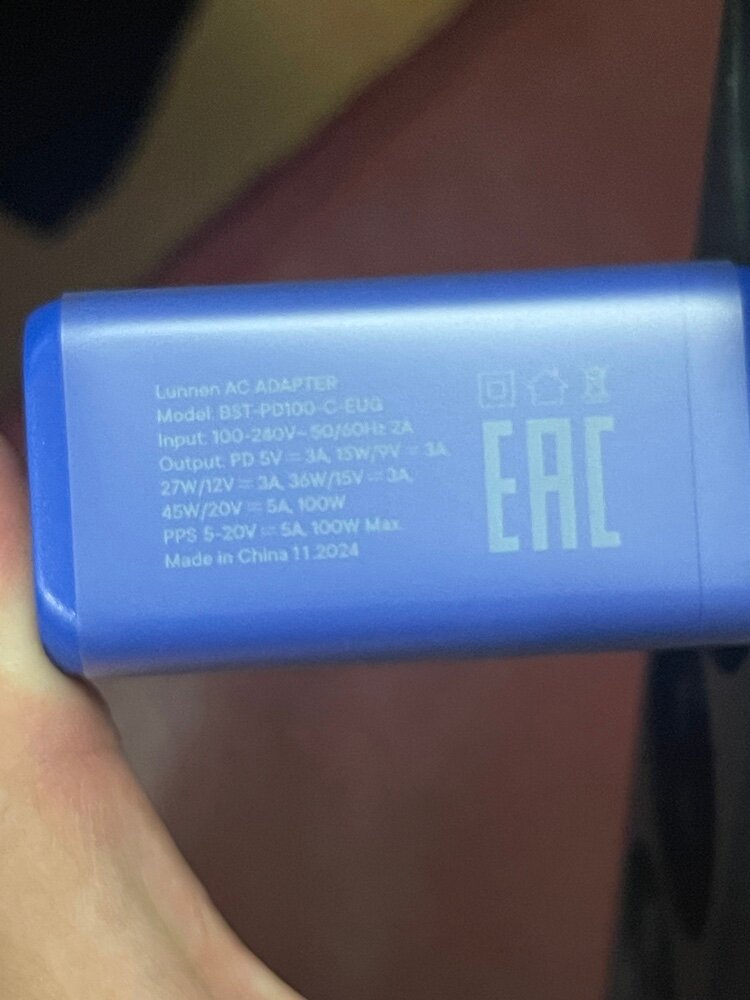 Lunnen AC ADAPTER
Model: BST-PD100-C-EUG
Input: 100-240V~ 50/60Hz 2A
Output: PD 5V ⎓ 3A, 15W/9V ⎓ 3A,
27W/12V ⎓ 3A, 36W/15V ⎓ 3A,
45W/20V ⎓ 5A, 100W
PPS 5-20V ⎓ 5A, 100W Max
Made in China 11.2024
EAC